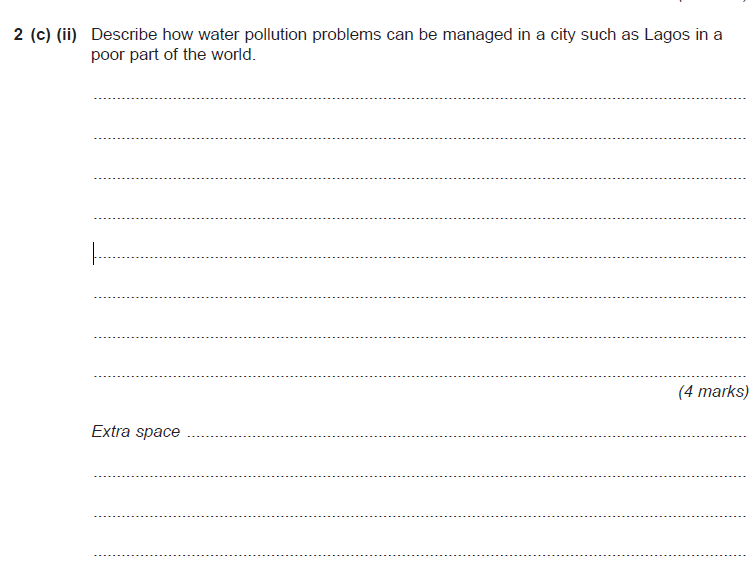 2 (c) (ii) Describe how water pollution problems can be managed in a city such as Lagos in a
poor part of the world.
(4 marks)
Extra space